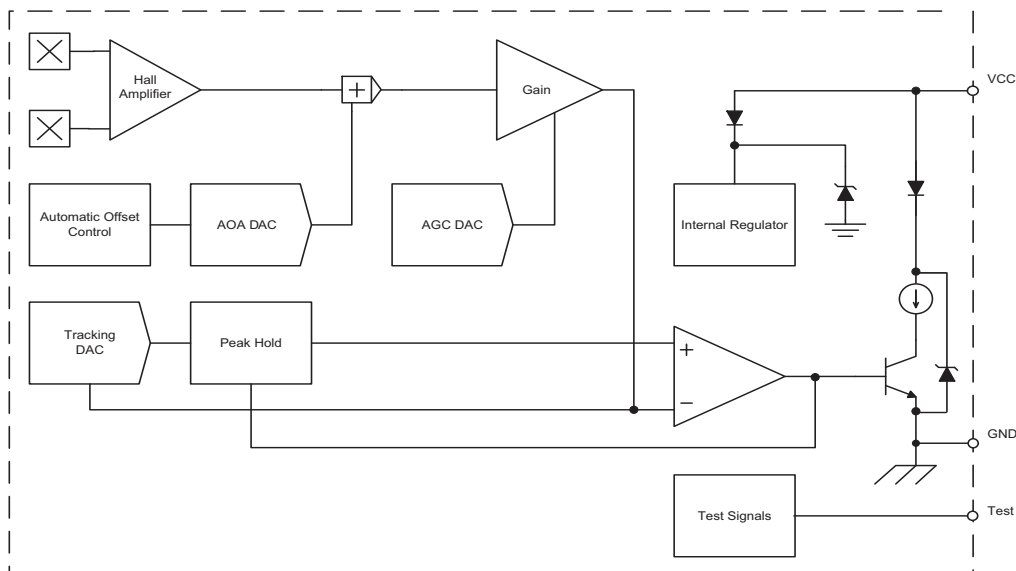 Hall
Amplifier
+
Gain
VCC
Automatic Offset
Control
AOA DAC
AGC DAC
Internal Regulator
Tracking
DAC
Peak Hold
+
−
GND
Test Signals
Test